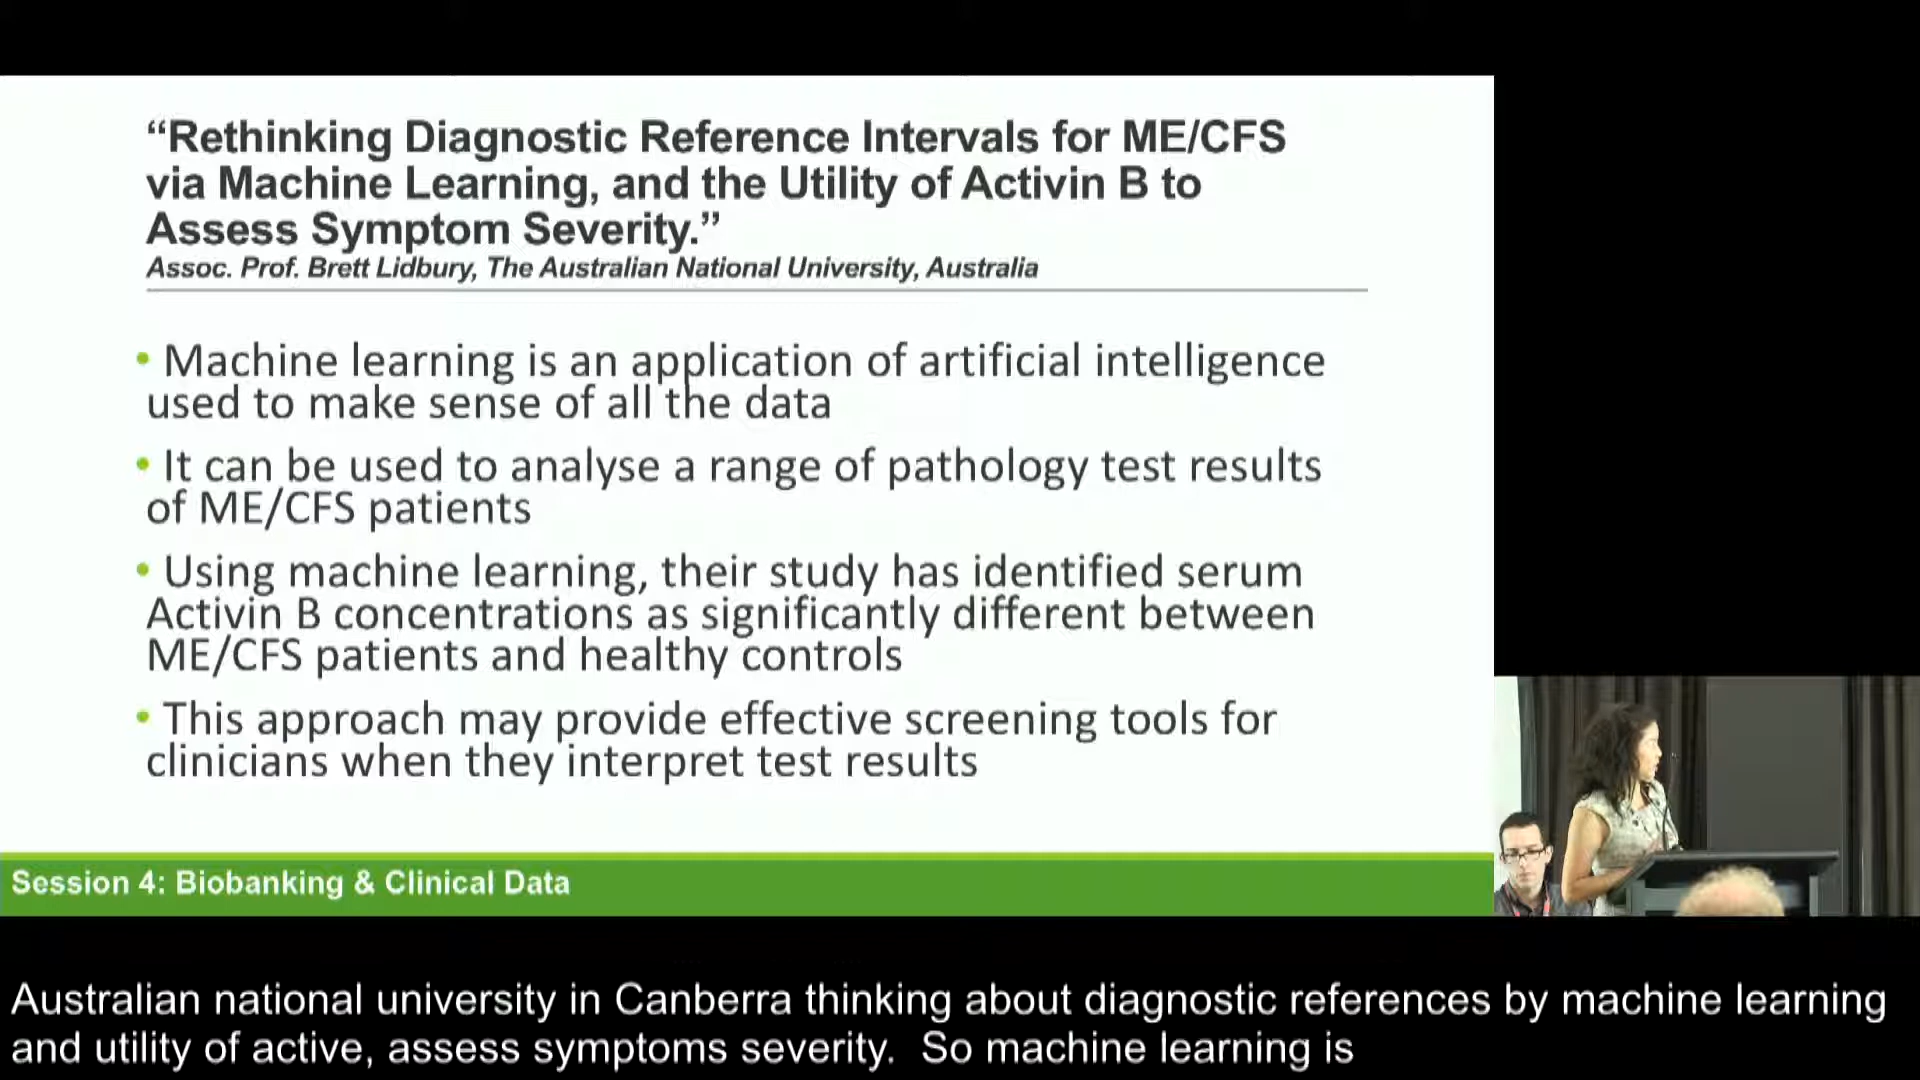 “Rethinking Diagnostic Reference Intervals for ME/CFS
via Machine Learning, and the Utility of Activin B to
Assess Symptom Severity.”
Assoc. Prof. Brett Lidbury, The Australian National University, Australia
• Machine learning is an application of artificial intelligence
used to make sense of all the data
• It can be used to analyse a range of pathology test results
of ME/CFS patients
• Using machine learning, their study has identified serum
Activin B concentrations as significantly different between
ME/CFS patients and healthy controls
• This approach may provide effective screening tools for
clinicians when they interpret test results
Session 4: Biobanking & Clinical Data
Australian national university in Canberra thinking about diagnostic references by machine learning
and utility of active, assess symptoms severity.  So machine learning is